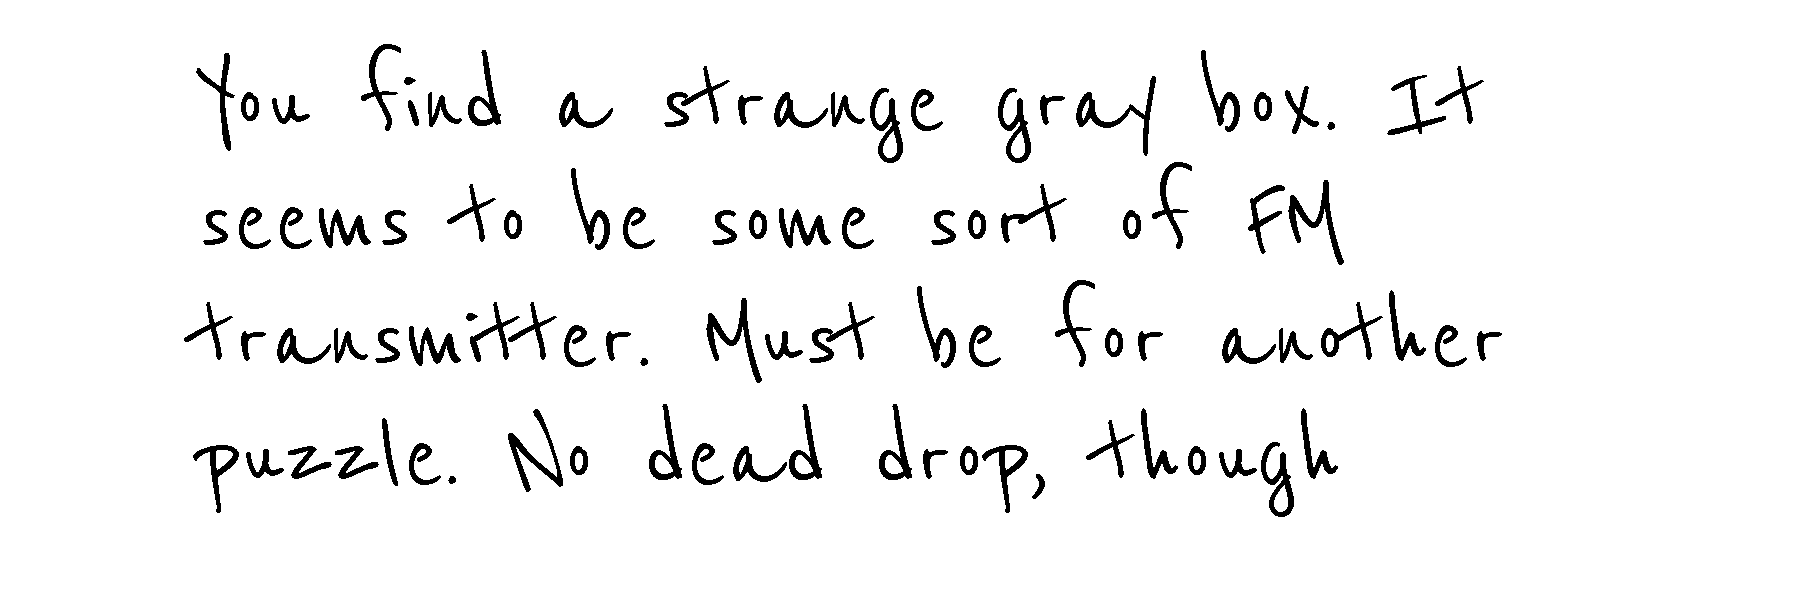 You find a strange gray box. It
seems to be some sort of FM
transmitter. Must be for another
puzzle. No dead drop, though